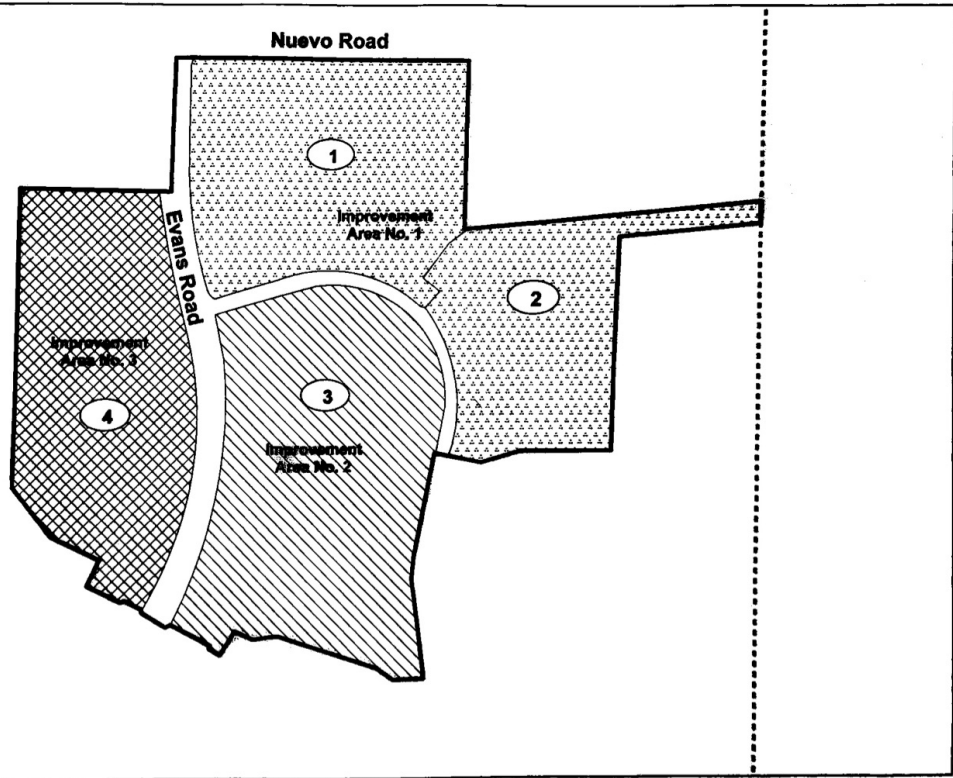 Nuevo Road
1
Improvement
Area No. 1
Evans Road
2
Improvement
Area No. 3
3
4
Improvement
Area No. 2